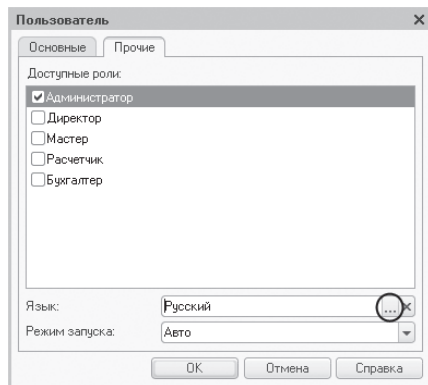 Пользователь
Основные Прочие
Доступные роли:
Администратор
Директор
Мастер
Расчетчик
Бухгалтер
Язык: Русский ...
Режим запуска: Авто
OK Отмена Справка